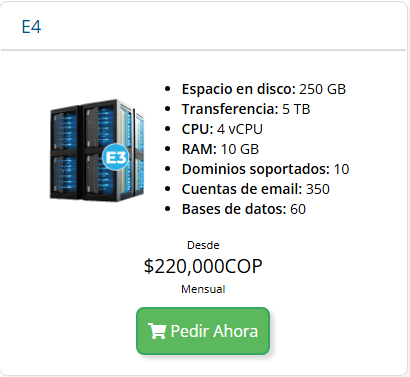 E4
Espacio en disco: 250 GB
Transferencia: 5 TB
CPU: 4 vCPU
RAM: 10 GB
Dominios soportados: 10
Cuentas de email: 350
Bases de datos: 60
E3
Desde
$220,000COP
Mensual
Pedir Ahora